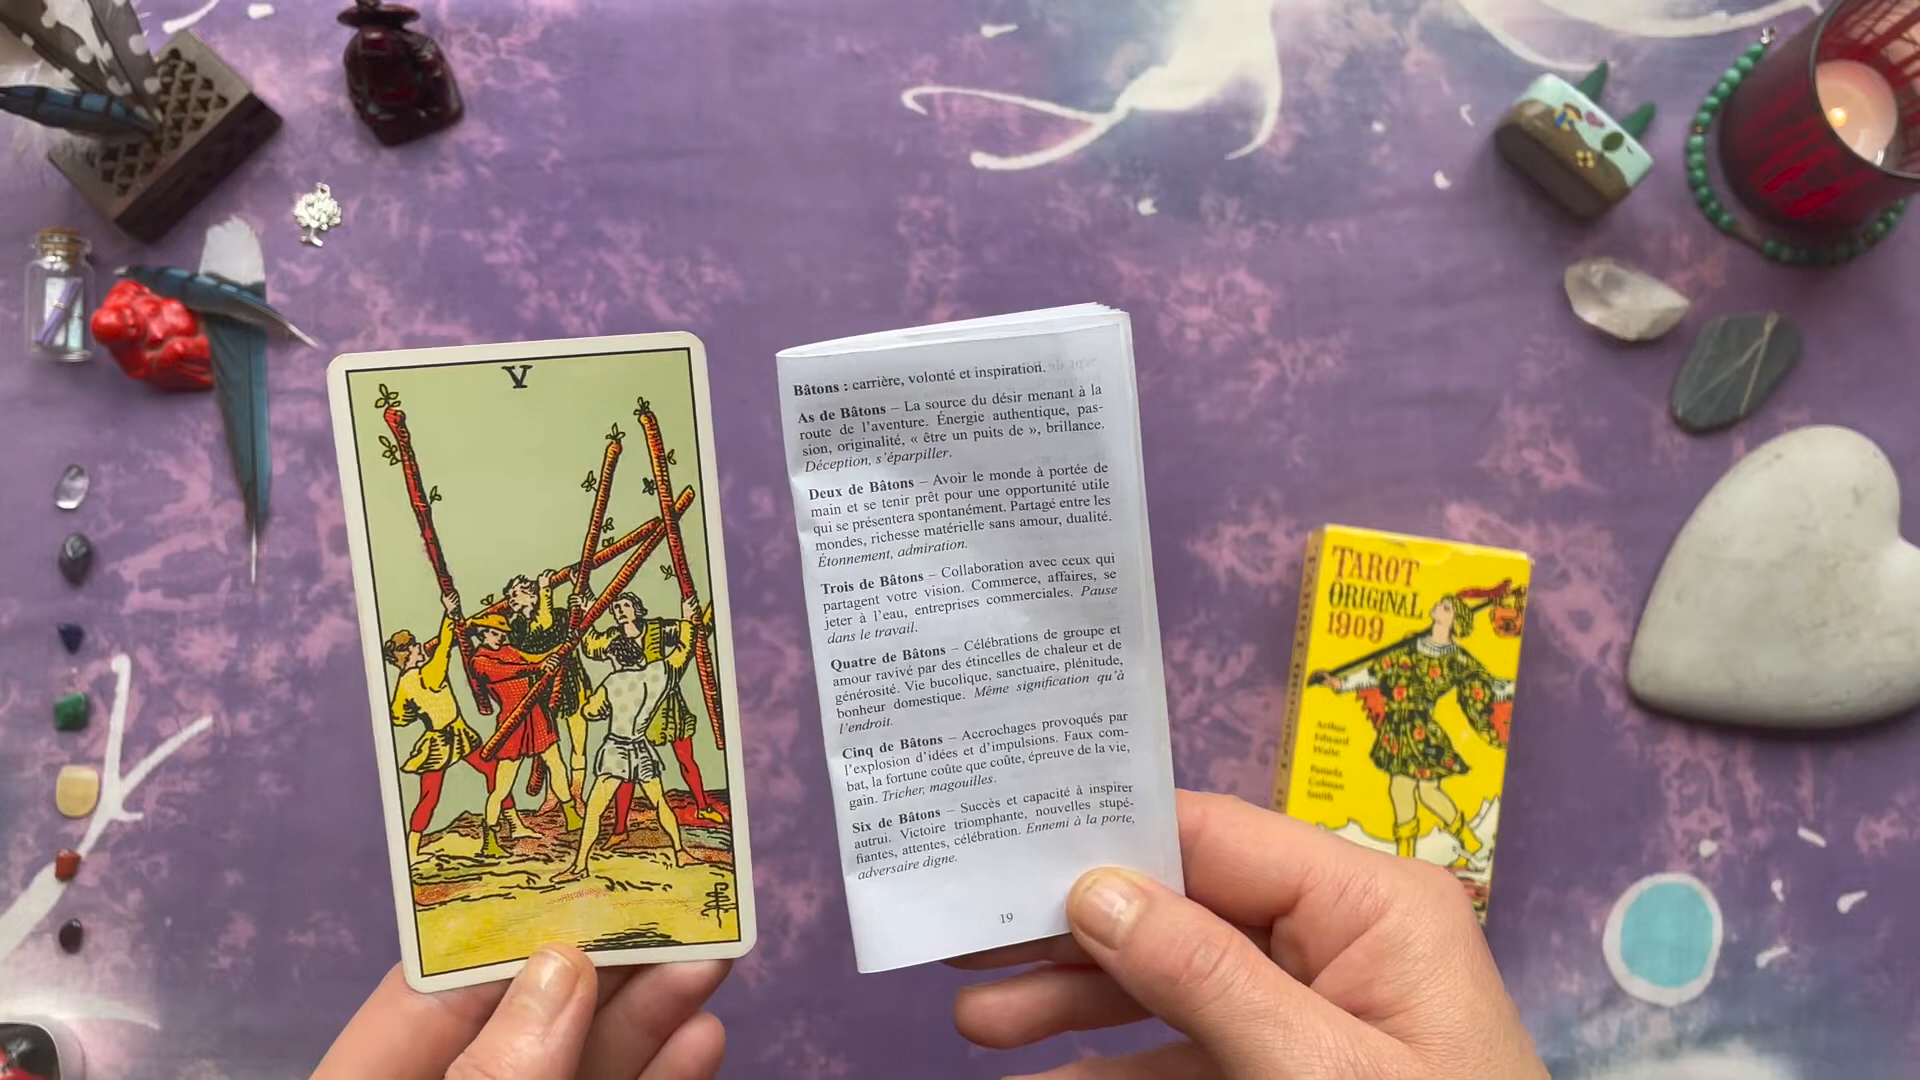 V
Bâtons : carrière, volonté et inspiration.
As de Bâtons – La source du désir menant à la
route de l’aventure. Énergie authentique, pas-
sion, originalité, « être un puits de », brillance.
Déception, s’éparpiller.
Deux de Bâtons – Avoir le monde à portée de
main et se tenir prêt pour une opportunité utile
qui se présentera spontanément. Partagé entre les
mondes, richesse matérielle sans amour, dualité.
Étonnement, admiration.
Trois de Bâtons – Collaboration avec ceux qui
partagent votre vision. Commerce, affaires, se
jeter à l’eau, entreprises commerciales. Pause
dans le travail.
Quatre de Bâtons – Célébrations de groupe et
amour ravivé par des étincelles de chaleur et de
générosité. Vie bucolique, sanctuaire, plénitude,
bonheur domestique. Même signification qu’à
l’endroit.
Cinq de Bâtons – Accrochages provoqués par
l’explosion d’idées et d’impulsions. Faux com-
bat, la fortune coûte que coûte, épreuve de la vie,
gain. Tricher, magouilles.
Six de Bâtons – Succès et capacité à inspirer
autrui. Victoire triomphante, nouvelles stupé-
fiantes, attentes, célébration. Ennemi à la porte,
adversaire digne.
19
TAROT
ORIGINAL
1909
Arthur
Edward
Waite
Pamela
Colman
Smith